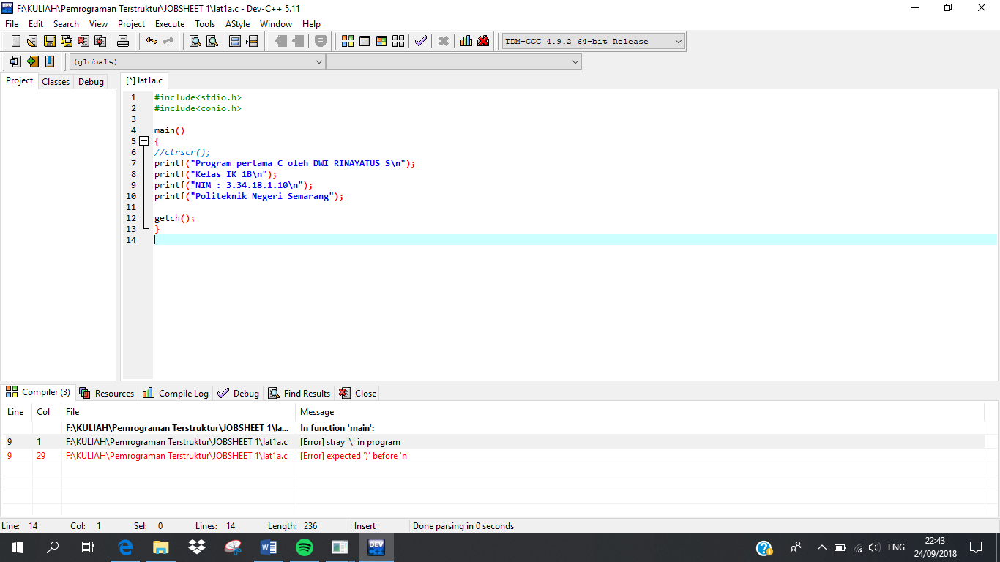 F:\KULIAH\Pemrograman Terstruktur\JOBSHEET 1\lat1a.c - Dev-C++ 5.11
File Edit Search View Project Execute Tools AStyle Window Help
TDM-GCC 4.9.2 64-bit Release
(globals)
Project Classes Debug
[*] lat1a.c
1 #include<stdio.h>
2 #include<conio.h>
3
4 main()
5 {
6 //clrscr();
7 printf("Program pertama C oleh DWI RINAYATUS S\n");
8 printf("Kelas IK 1B\n");
9 printf("NIM : 3.34.18.1.10\n");
10 printf("Politeknik Negeri Semarang");
11
12 getch();
13 }
14
Compiler (3) Resources Compile Log Debug Find Results Close
Line Col File Message
F:\KULIAH\Pemrograman Terstruktur\JOBSHEET 1\la... In function 'main':
9 1 F:\KULIAH\Pemrograman Terstruktur\JOBSHEET 1\lat1a.c [Error] stray '\' in program
9 29 F:\KULIAH\Pemrograman Terstruktur\JOBSHEET 1\lat1a.c [Error] expected ')' before 'n'
Line: 14 Col: 1 Sel: 0 Lines: 14 Length: 236 Insert Done parsing in 0 seconds
DEV
ENG
22:43
24/09/2018